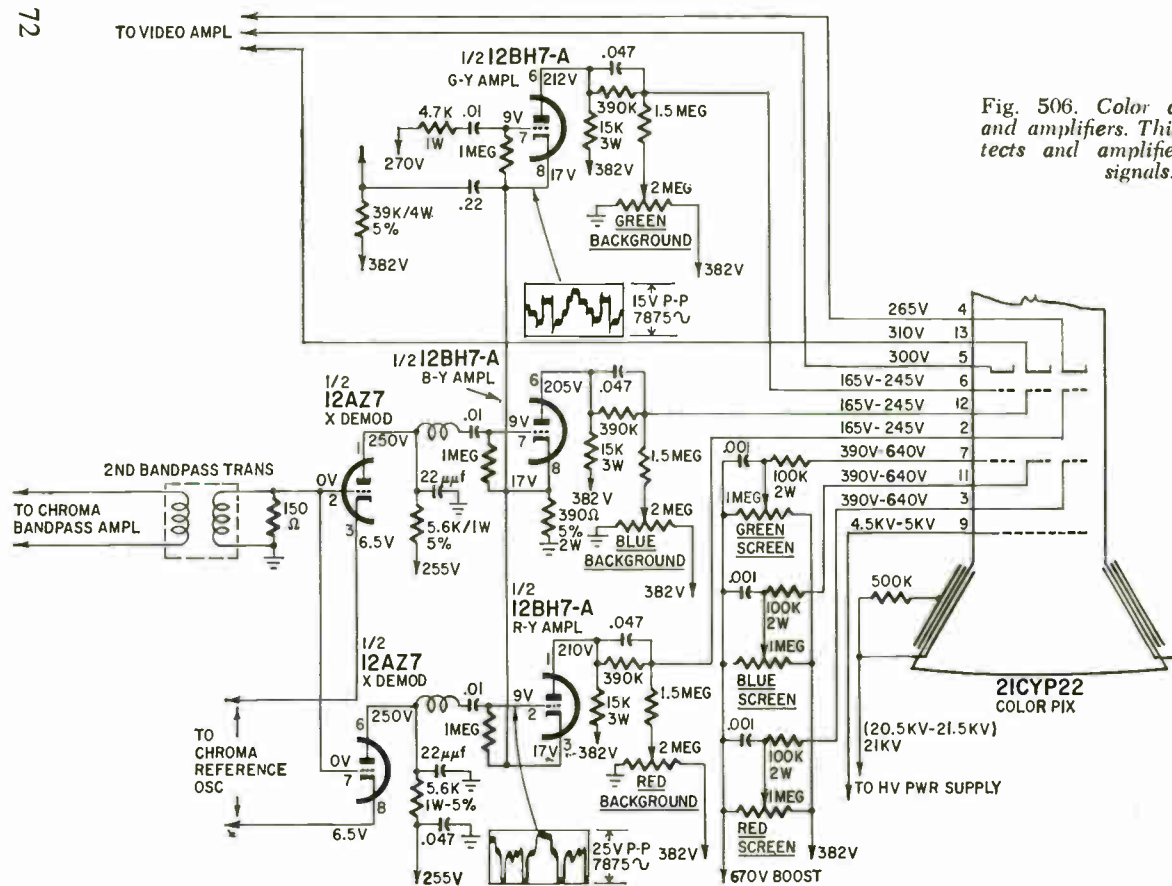 72
TO VIDEO AMPL
1/2 12BH7-A
G-Y AMPL
6
212V
.047
390K
1.5 MEG
4.7K
1W
.01
9V
7
270V
1MEG
15K
3W
382V
8
17V
.22
39K/4W
5%
382V
2 MEG
GREEN
BACKGROUND
382V
15V P-P
7875~
Fig. 506. Color d
and amplifiers. Thi
tects and amplifie
signals.
1/2 12BH7-A
B-Y AMPL
6
205V
.047
390K
1.5 MEG
1/2
12AZ7
X DEMOD
1
250V
.01
9V
7
1MEG
15K
3W
382V
8
17V
22μμf
5.6K/1W
5%
255V
390Ω
5%
2W
2 MEG
BLUE
BACKGROUND
382V
2ND BANDPASS TRANS
TO CHROMA
BANDPASS AMPL
150
Ω
0V
2
3
6.5V
1/2
12BH7-A
R-Y AMPL
1
210V
.047
390K
1.5 MEG
1/2
12AZ7
X DEMOD
6
250V
.01
9V
2
1MEG
15K
3W
382V
17V
3
TO
CHROMA
REFERENCE
OSC
0V
7
8
6.5V
22μμf
5.6K
1W-5%
.047
255V
2 MEG
RED
BACKGROUND
382V
25V P-P
7875~
265V 4
310V 13
300V 5
165V-245V 6
165V-245V 12
165V-245V 2
390V-640V 7
390V-640V 11
390V-640V 3
4.5KV-5KV 9
.001
100K
2W
1MEG
GREEN
SCREEN
.001
100K
2W
1MEG
BLUE
SCREEN
.001
100K
2W
1MEG
RED
SCREEN
382V
670V BOOST
500K
21CYP22
COLOR PIX
(20.5KV-21.5KV)
21KV
TO HV PWR SUPPLY